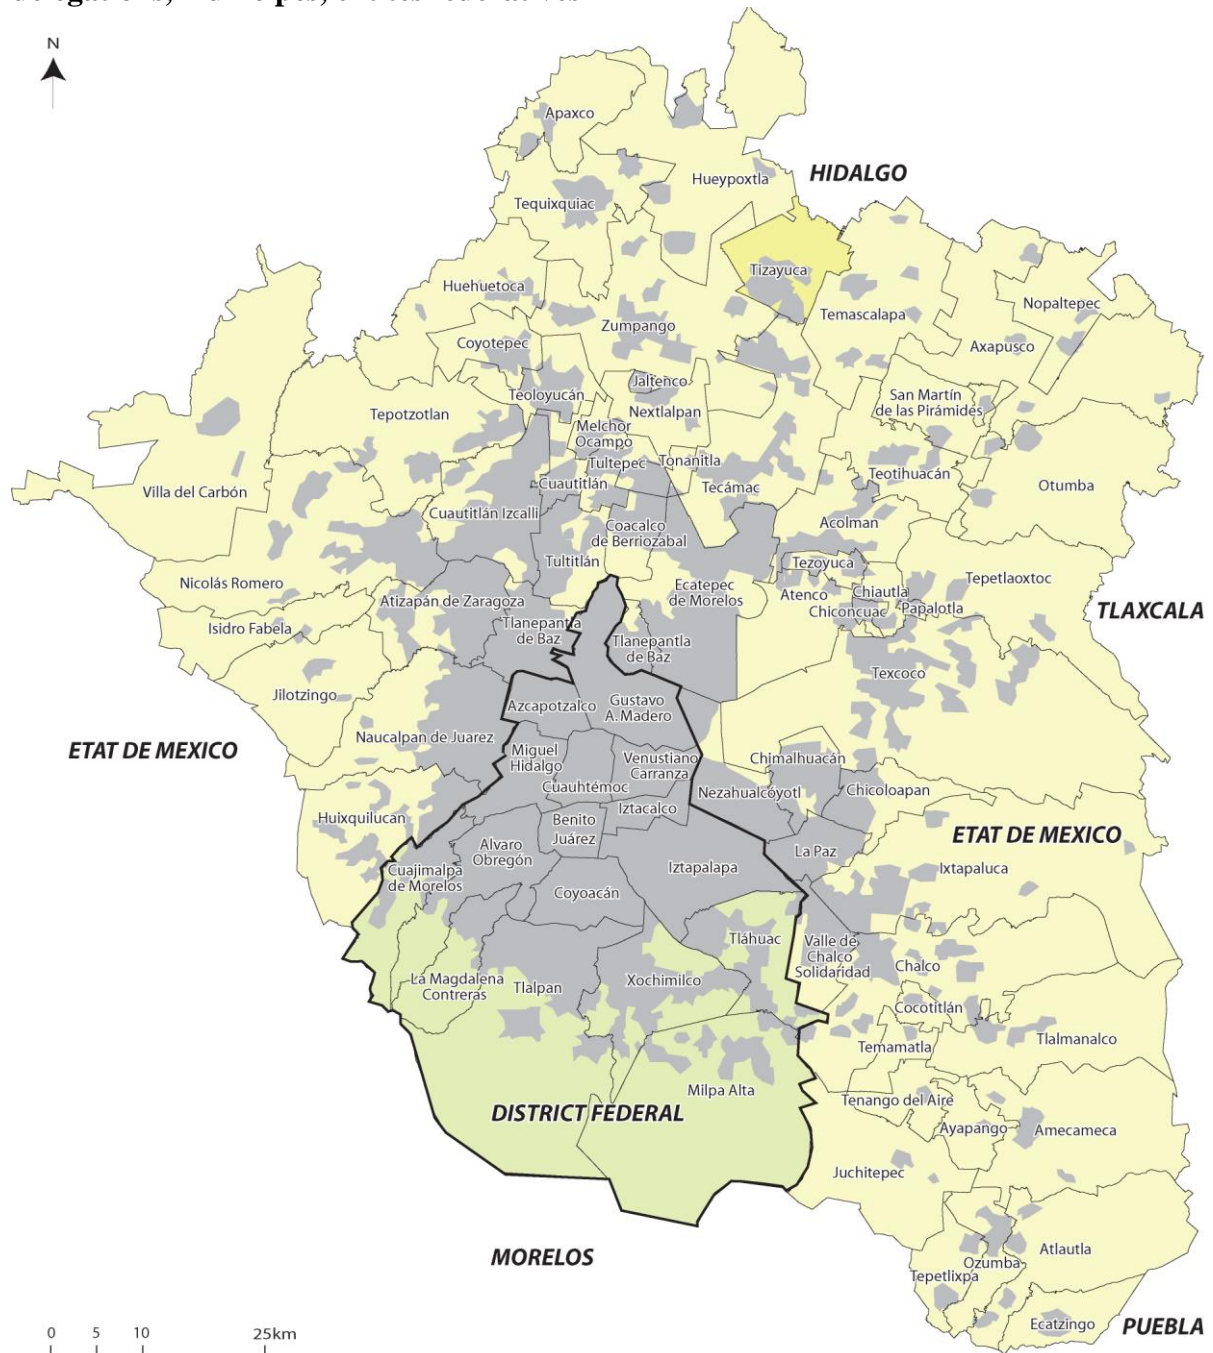 N
Apaxco
HIDALGO
Hueypoxtla
Tequixquiac
Tizayuca
Huehuetoca
Nopaltepec
Temascalapa
Zumpango
Coyotepec
Axapusco
Jaltenco
Teoloyucán
San Martín
de las Pirámides
Tepotzotlan
Nextlalpan
Melchor
Ocampo
Tultepec
Tonanitla
Teotihuacán
Cuautitlán
Tecámac
Otumba
Villa del Carbón
Cuautitlán Izcalli
Acolman
Coacalco
de Berriozabal
Tultitlán
Tezoyuca
Nicolás Romero
Ecatepec
de Morelos
Tepetlaoxtoc
Atenco
Chiautla
Atizapán de Zaragoza
Chiconcuac
Papalotla
TLAXCALA
Isidro Fabela
Tlanepantla
de Baz
Tlanepantla
de Baz
Texcoco
Jilotzingo
Azcapotzalco
Gustavo
A. Madero
Naucalpan de Juarez
ETAT DE MEXICO
Miguel
Hidalgo
Venustiano
Carranza
Chimalhuacán
Cuauhtémoc
Nezahualcóyotl
Chicoloapan
Iztacalco
Huixquilucan
Benito
Juárez
ETAT DE MEXICO
Alvaro
Obregón
La Paz
Cuajimalpa
de Morelos
Iztapalapa
Ixtapaluca
Coyoacán
Tláhuac
Valle de
Chalco
Solidaridad
Chalco
La Magdalena
Contreras
Tlalpan
Xochimilco
Cocotitlán
Tlalmanalco
Temamatla
Milpa Alta
Tenango del Aire
DISTRICT FEDERAL
Ayapango
Amecameca
Juchitepec
MORELOS
Atlautla
Ozumba
Tepetlixpa
Ecatzingo
PUEBLA
0 5 10 25km